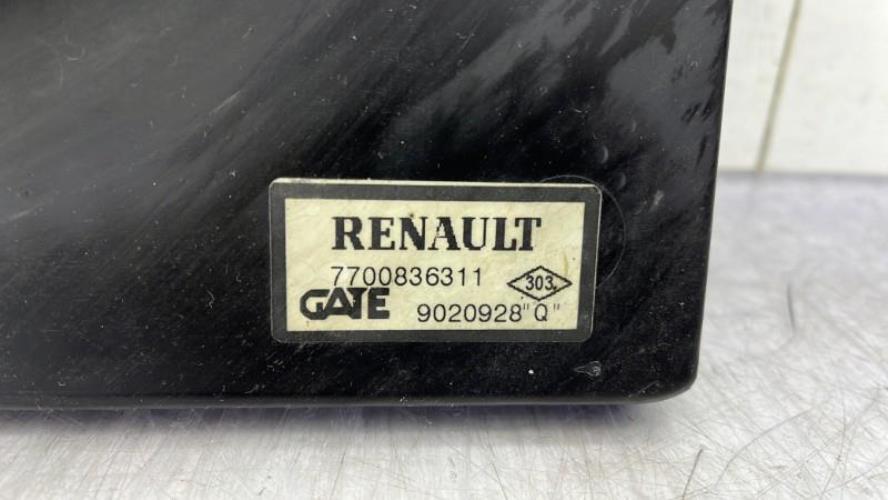 RENAULT
7700836311 303
GATE 9020928"Q"